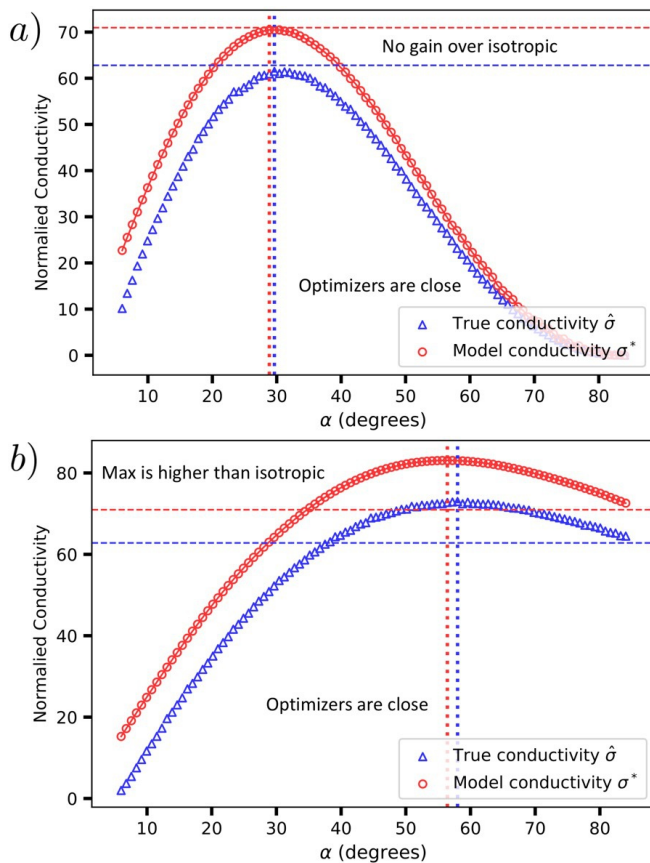 a)
70
60
50
40
30
20
10
0
Normalied Conductivity
No gain over isotropic
Optimizers are close
True conductivity σ̂
Model conductivity σ*
10 20 30 40 50 60 70 80
α (degrees)
b)
80
60
40
20
0
Normalied Conductivity
Max is higher than isotropic
Optimizers are close
True conductivity σ̂
Model conductivity σ*
10 20 30 40 50 60 70 80
α (degrees)